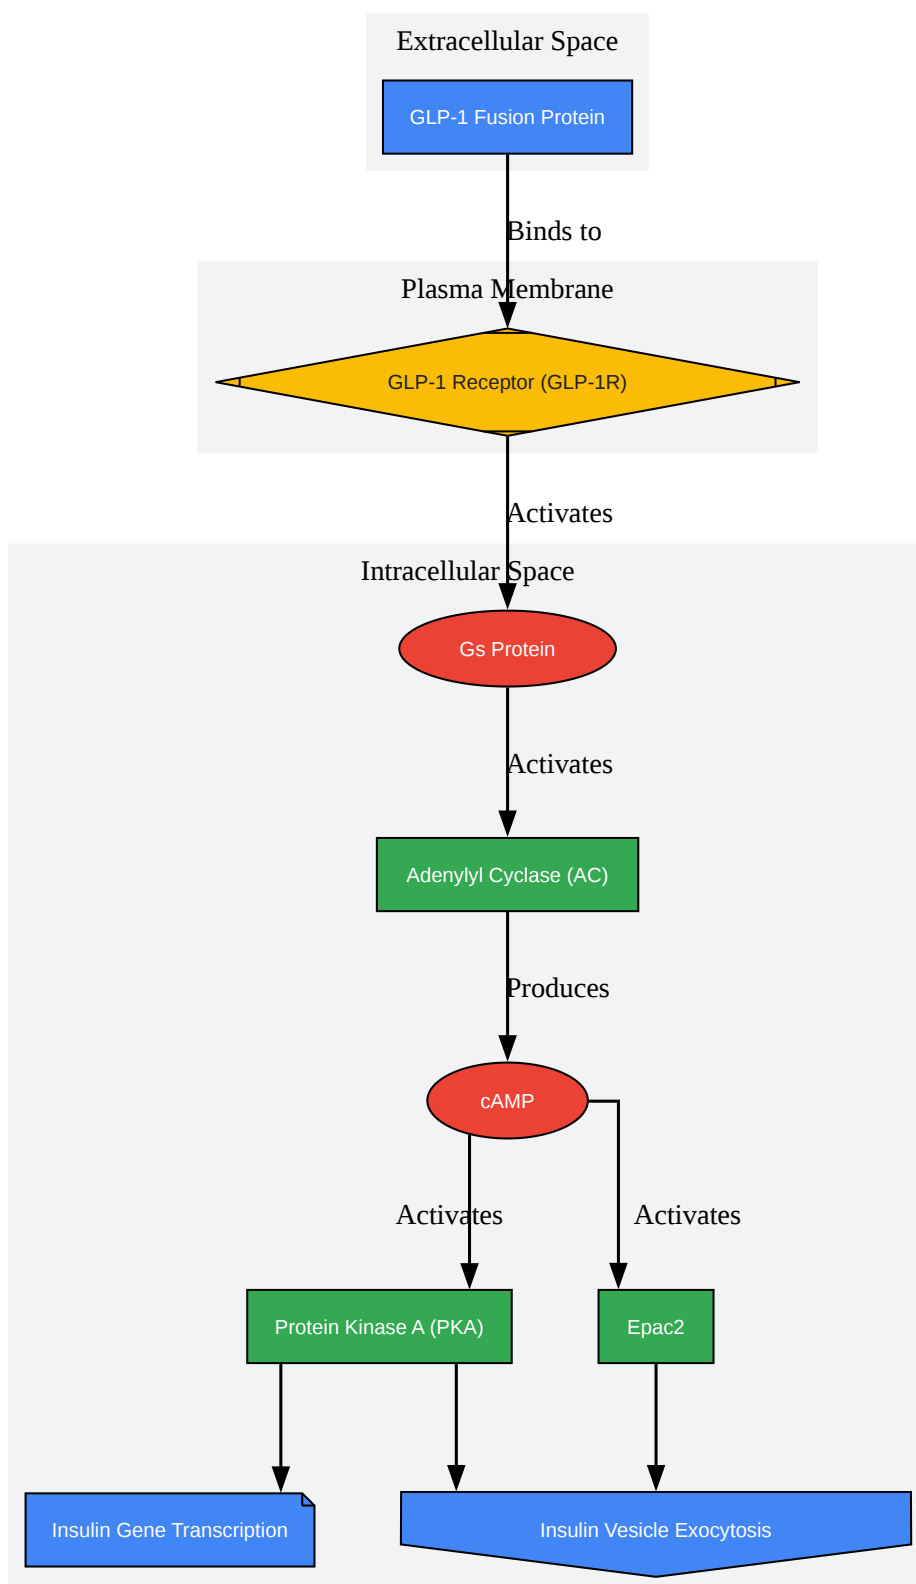 Extracellular Space
GLP-1 Fusion Protein
Binds to
Plasma Membrane
GLP-1 Receptor (GLP-1R)
Activates
Intracellular Space
Gs Protein
Activates
Adenylyl Cyclase (AC)
Produces
cAMP
Activates
Activates
Protein Kinase A (PKA)
Epac2
Insulin Gene Transcription
Insulin Vesicle Exocytosis